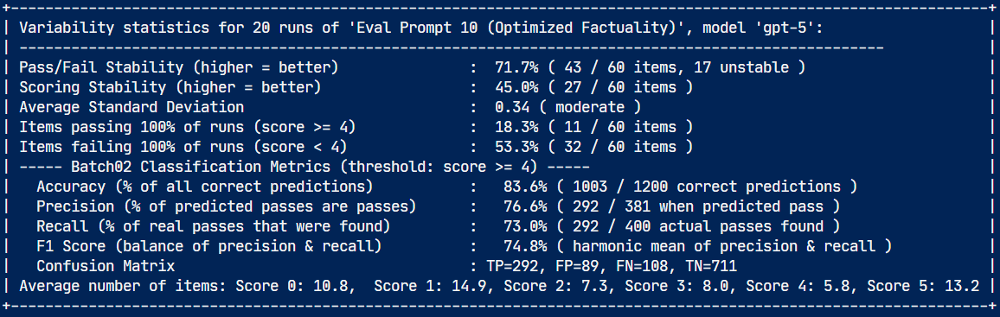 +-----------------------------------------------------------------------------------------------------------------------------+
| Variability statistics for 20 runs of 'Eval Prompt 10 (Optimized Factuality)', model 'gpt-5': |
| --------------------------------------------------------------------------------------------------------------- |
| Pass/Fail Stability (higher = better) : 71.7% ( 43 / 60 items, 17 unstable ) |
| Scoring Stability (higher = better) : 45.0% ( 27 / 60 items ) |
| Average Standard Deviation : 0.34 ( moderate ) |
| Items passing 100% of runs (score >= 4) : 18.3% ( 11 / 60 items ) |
| Items failing 100% of runs (score < 4) : 53.3% ( 32 / 60 items ) |
| ----- Batch02 Classification Metrics (threshold: score >= 4) ----- |
| Accuracy (% of all correct predictions) : 83.6% ( 1003 / 1200 correct predictions ) |
| Precision (% of predicted passes are passes) : 76.6% ( 292 / 381 when predicted pass ) |
| Recall (% of real passes that were found) : 73.0% ( 292 / 400 actual passes found ) |
| F1 Score (balance of precision & recall) : 74.8% ( harmonic mean of precision & recall ) |
| Confusion Matrix : TP=292, FP=89, FN=108, TN=711 |
| Average number of items: Score 0: 10.8, Score 1: 14.9, Score 2: 7.3, Score 3: 8.0, Score 4: 5.8, Score 5: 13.2 |
+-----------------------------------------------------------------------------------------------------------------------------+